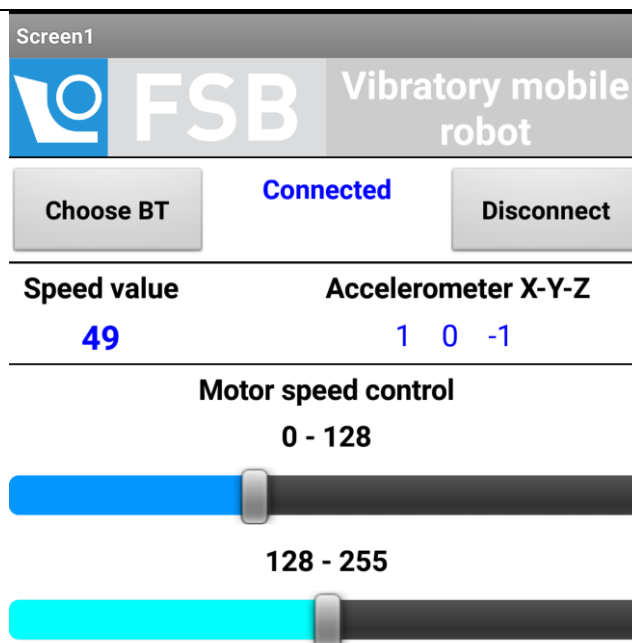 Screen1
FSB
Vibratory mobile
robot
Choose BT
Connected
Disconnect
Speed value
Accelerometer X-Y-Z
49
1 0 -1
Motor speed control
0 - 128
128 - 255